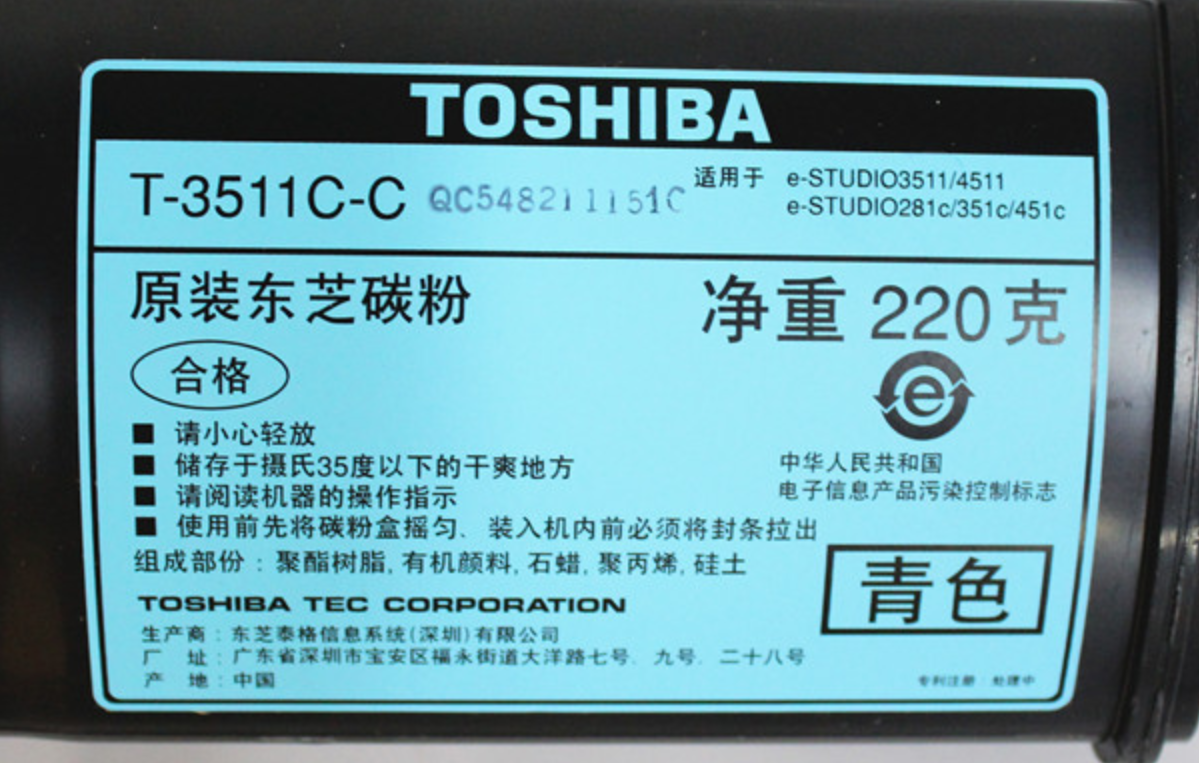 TOSHIBA
T-3511C-C QC548211151C 适用于 e-STUDIO3511/4511
e-STUDIO281c/351c/451c
原装东芝碳粉 净重 220 克
合格
e
■ 请小心轻放
■ 储存于摄氏35度以下的干爽地方
■ 请阅读机器的操作指示
■ 使用前先将碳粉盒摇匀、装入机内前必须将封条拉出
中华人民共和国
电子信息产品污染控制标志
组成部份：聚酯树脂, 有机颜料, 石蜡, 聚丙烯, 硅土
青色
TOSHIBA TEC CORPORATION
生产商：东芝泰格信息系统(深圳)有限公司
厂 址：广东省深圳市宝安区福永街道大洋路七号、九号、二十八号
产 地：中国
专利注册：处理中